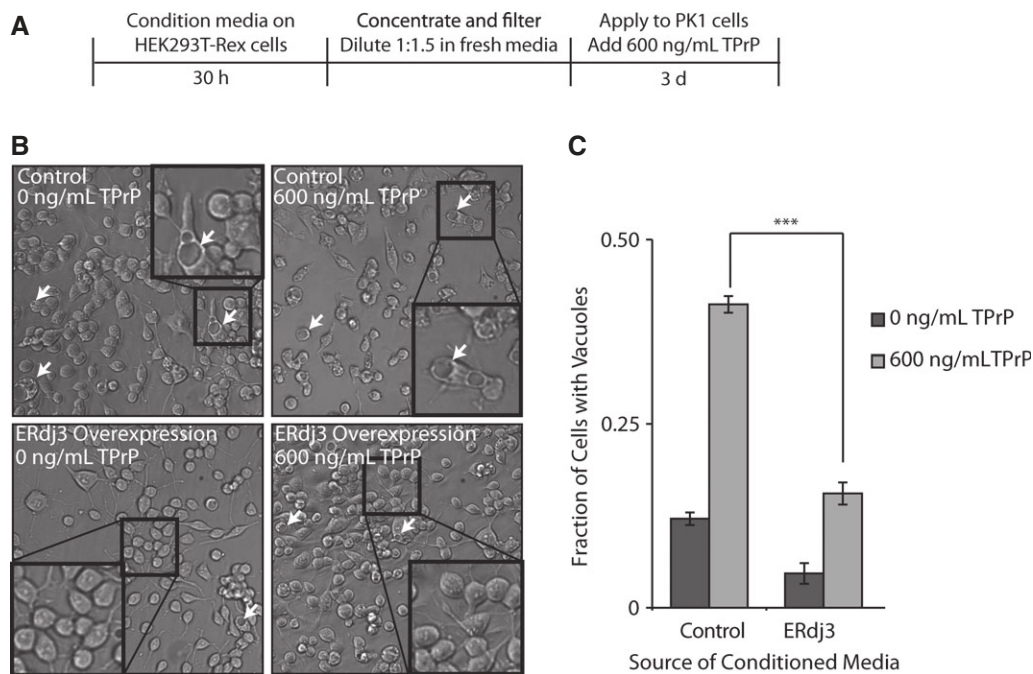 A
Condition media on
HEK293T-Rex cells
30 h
Concentrate and filter
Dilute 1:1.5 in fresh media
Apply to PK1 cells
Add 600 ng/mL TPrP
3 d
B
Control
0 ng/mL TPrP
Control
600 ng/mL TPrP
ERdj3 Overexpression
0 ng/mL TPrP
ERdj3 Overexpression
600 ng/mL TPrP
C
Fraction of Cells with Vacuoles
0.50
0.25
0
***
0 ng/mL TPrP
600 ng/mLTPrP
Control
ERdj3
Source of Conditioned Media